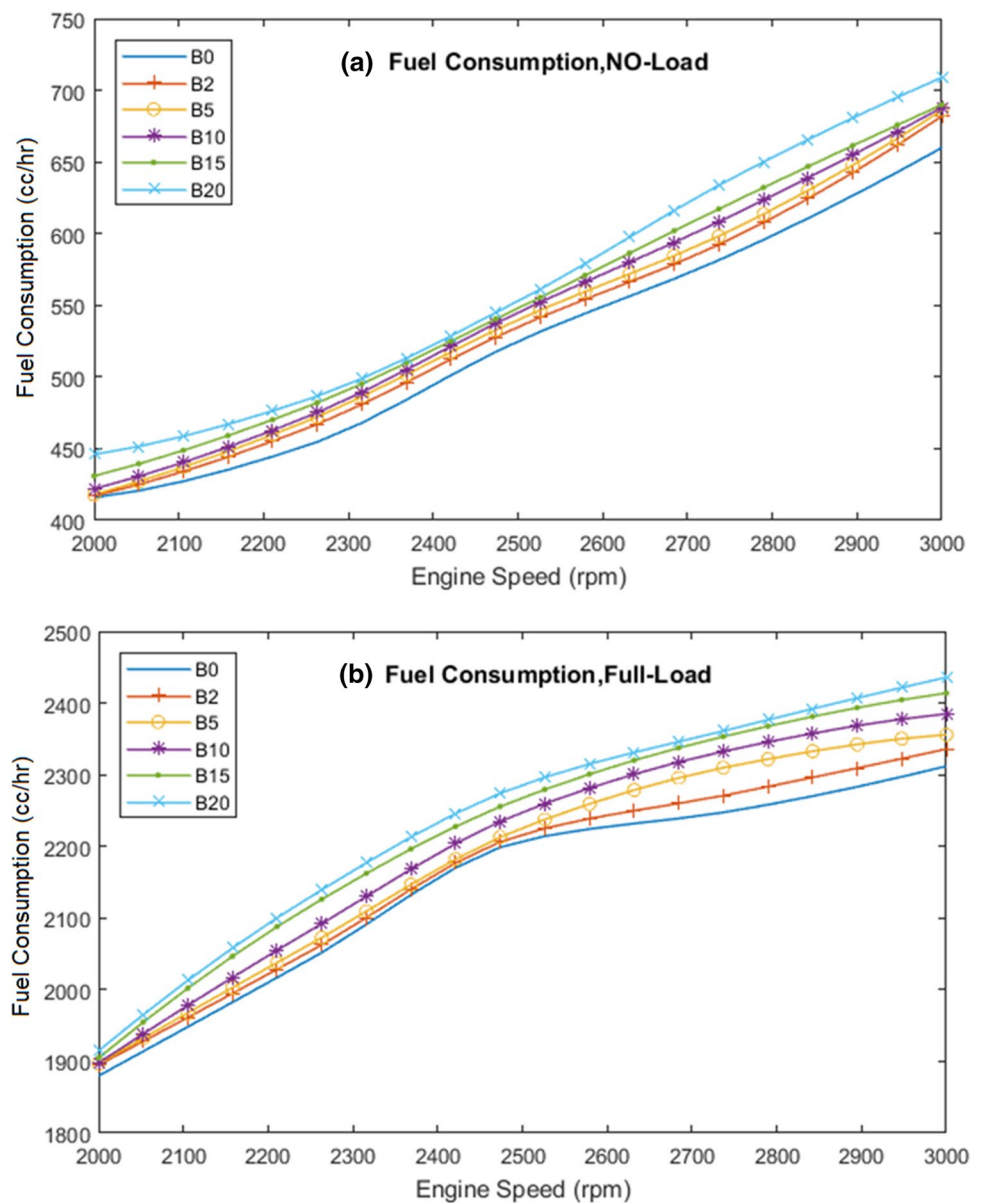 (a) Fuel Consumption,NO-Load
Fuel Consumption (cc/hr)
750
700
650
600
550
500
450
400
B0
B2
B5
B10
B15
B20
2000 2100 2200 2300 2400 2500 2600 2700 2800 2900 3000
Engine Speed (rpm)
(b) Fuel Consumption,Full-Load
Fuel Consumption (cc/hr)
2500
2400
2300
2200
2100
2000
1900
1800
B0
B2
B5
B10
B15
B20
2000 2100 2200 2300 2400 2500 2600 2700 2800 2900 3000
Engine Speed (rpm)